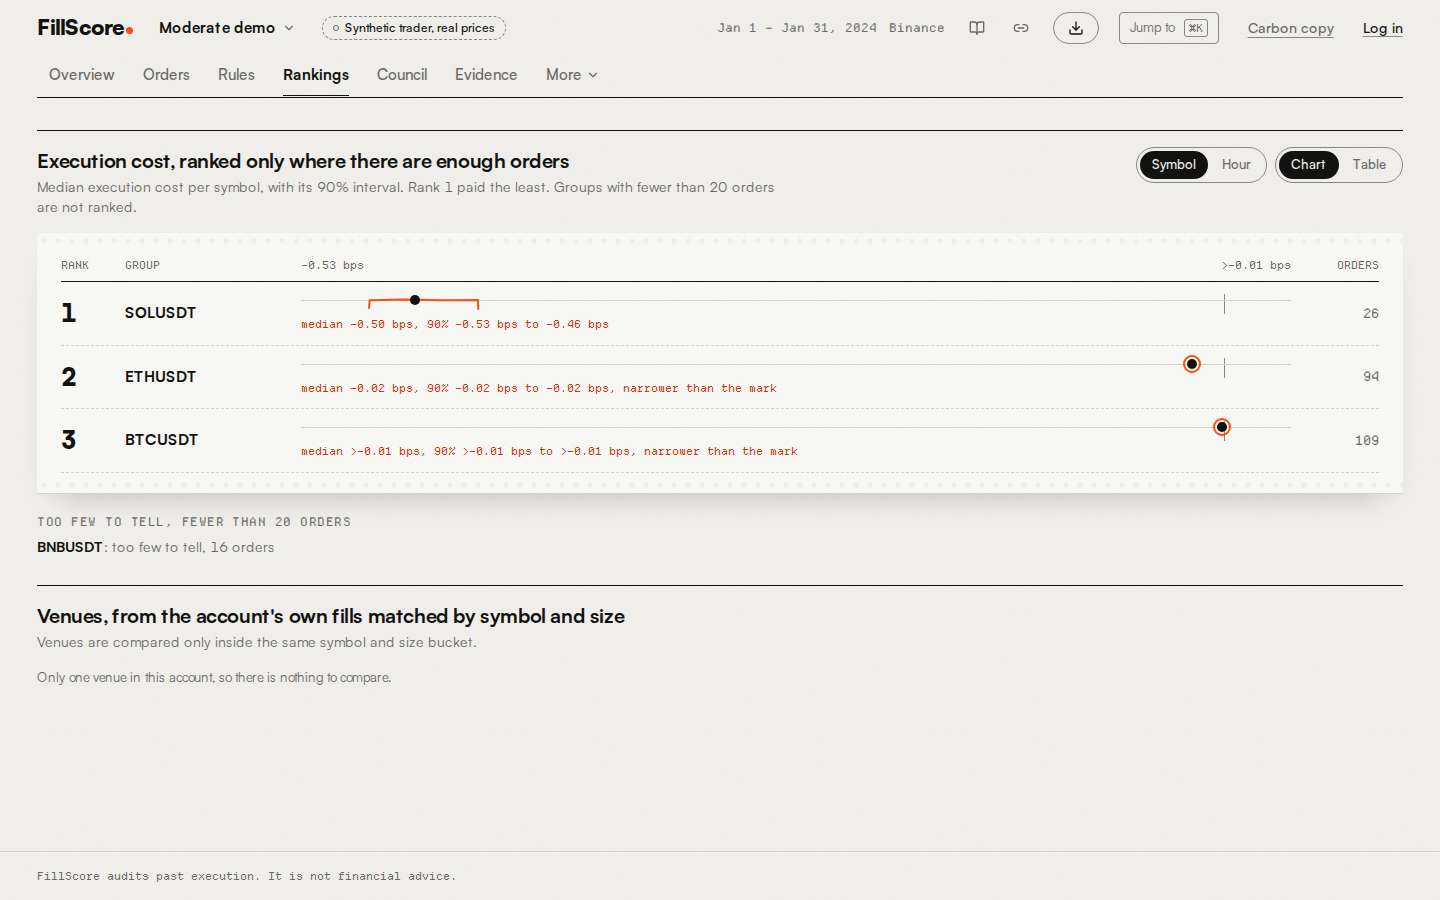 FillScore
Moderate demo
Synthetic trader, real prices
Jan 1 – Jan 31, 2024 Binance
Jump to ⌘K
Carbon copy
Log in
Overview Orders Rules Rankings Council Evidence More
Execution cost, ranked only where there are enough orders
Symbol Hour Chart Table
Median execution cost per symbol, with its 90% interval. Rank 1 paid the least. Groups with fewer than 20 orders
are not ranked.
RANK GROUP −0.53 bps >−0.01 bps ORDERS
1 SOLUSDT 26
median −0.50 bps, 90% −0.53 bps to −0.46 bps
2 ETHUSDT 94
median −0.02 bps, 90% −0.02 bps to −0.02 bps, narrower than the mark
3 BTCUSDT 109
median >−0.01 bps, 90% >−0.01 bps to >−0.01 bps, narrower than the mark
TOO FEW TO TELL, FEWER THAN 20 ORDERS
BNBUSDT: too few to tell, 16 orders
Venues, from the account's own fills matched by symbol and size
Venues are compared only inside the same symbol and size bucket.
Only one venue in this account, so there is nothing to compare.
FillScore audits past execution. It is not financial advice.